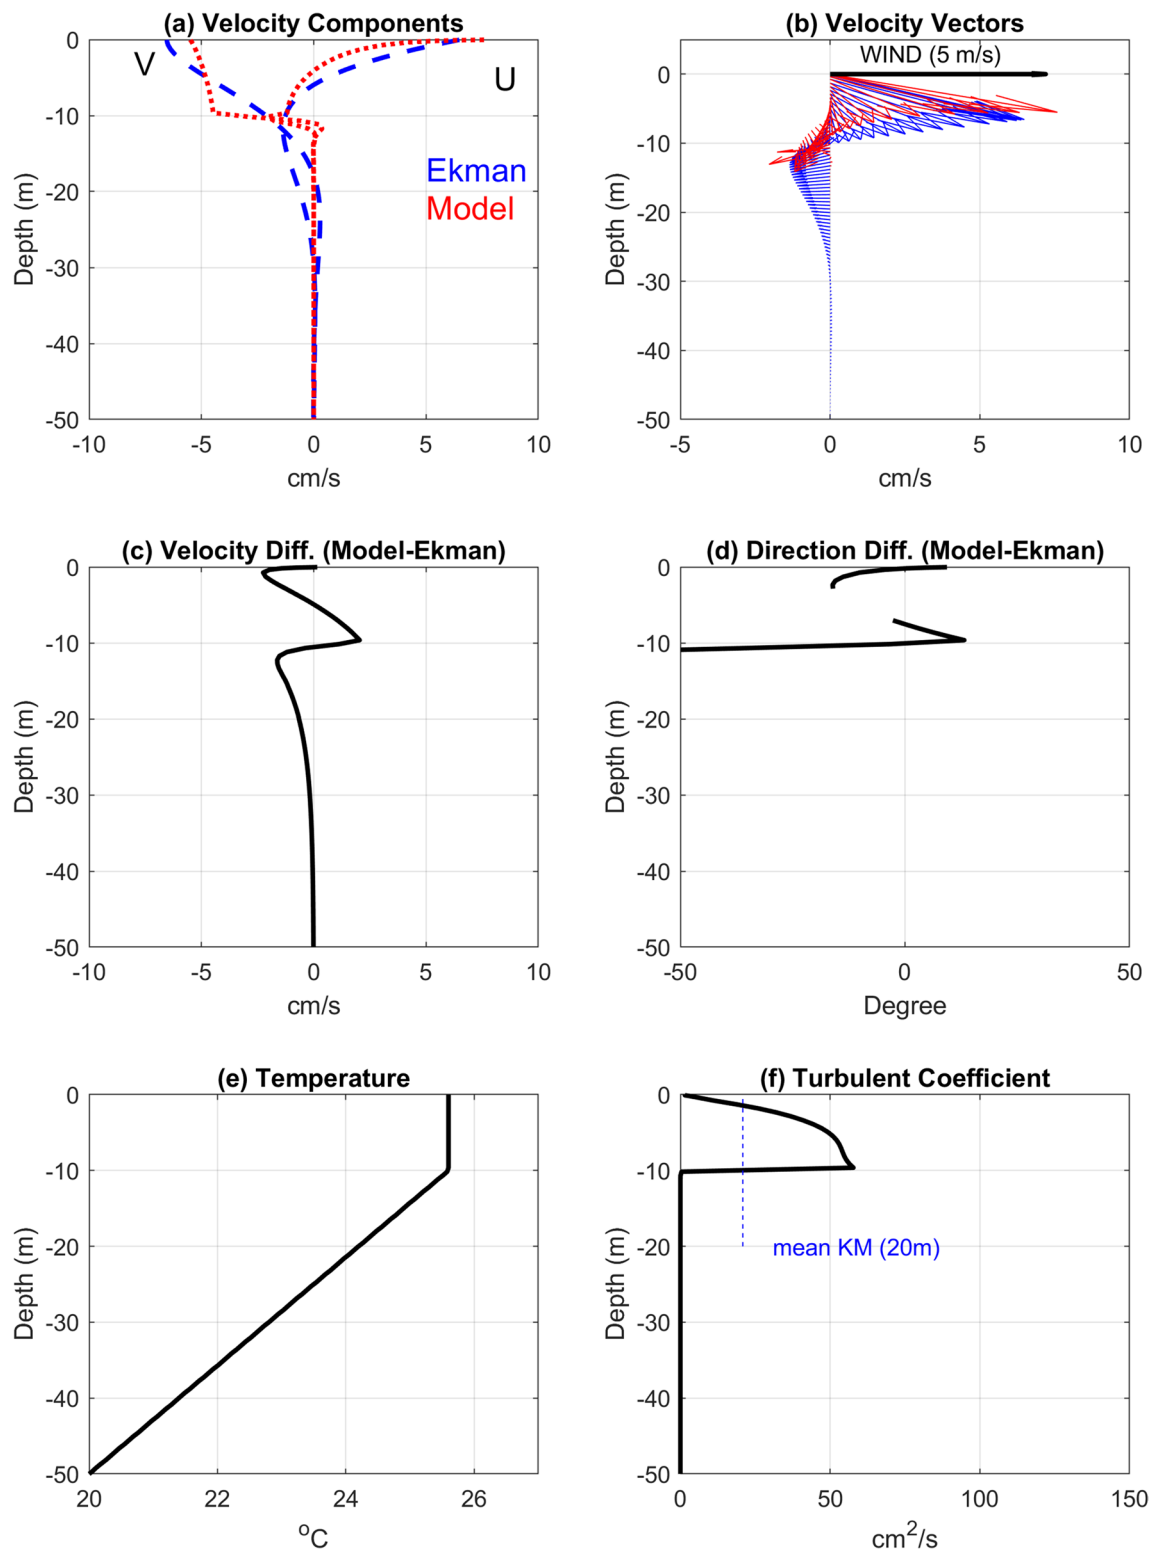 (a) Velocity Components
0
-10
-20
-30
-40
-50
Depth (m)
V
U
Ekman
Model
-10 -5 0 5 10
cm/s
(b) Velocity Vectors
WIND (5 m/s)
0
-10
-20
-30
-40
-50
Depth (m)
-5 0 5 10
cm/s
(c) Velocity Diff. (Model-Ekman)
0
-10
-20
-30
-40
-50
Depth (m)
-10 -5 0 5 10
cm/s
(d) Direction Diff. (Model-Ekman)
0
-10
-20
-30
-40
-50
Depth (m)
-50 0 50
Degree
(e) Temperature
0
-10
-20
-30
-40
-50
Depth (m)
20 22 24 26
°C
(f) Turbulent Coefficient
0
-10
-20
-30
-40
-50
Depth (m)
mean KM (20m)
0 50 100 150
cm²/s